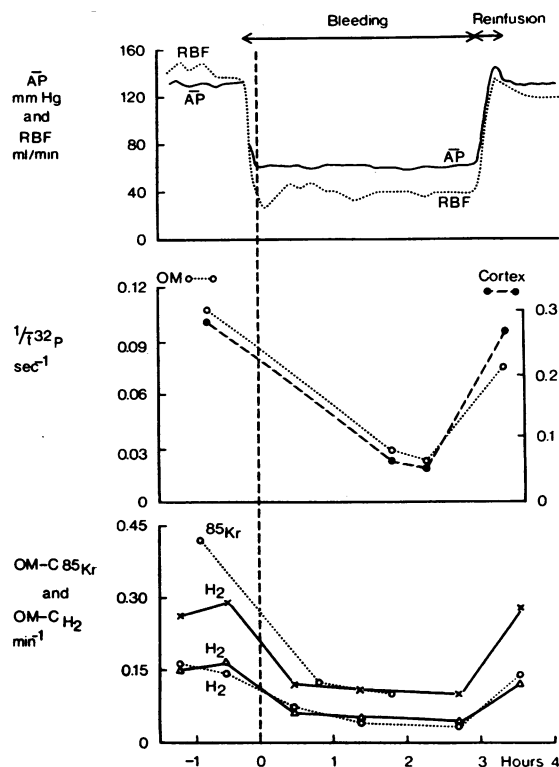 Bleeding Reinfusion
160
120
80
40
0
AP
mm Hg
and
RBF
ml/min
RBF
AP
AP
RBF
0.12
0.09
0.06
0.03
0
1/t 32P
sec-1
OM
Cortex
0.3
0.2
0.1
0
0.45
0.30
0.15
0
OM-C 85Kr
and
OM-C H2
min-1
85Kr
H2
H2
H2
-1 0 1 2 3 Hours 4